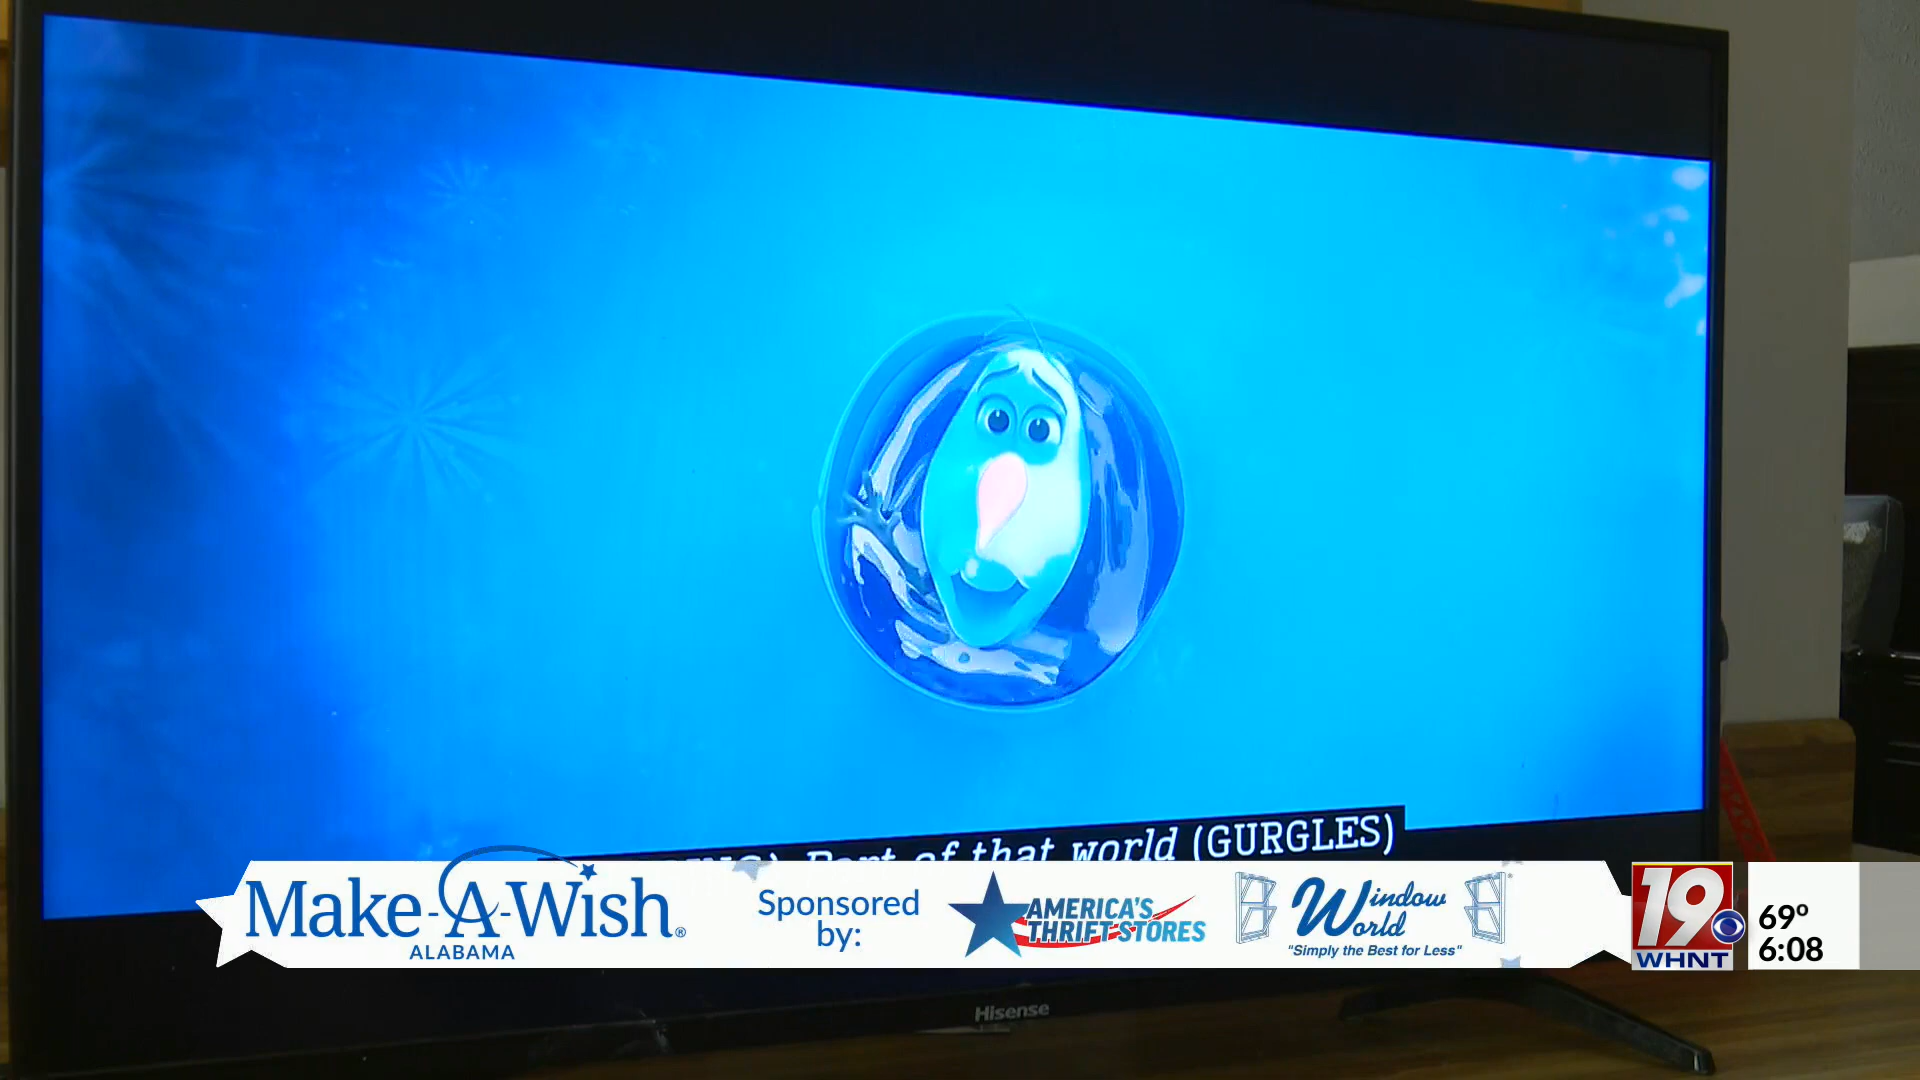 Part of that world (GURGLES)
Make-A-Wish®
ALABAMA
Sponsored
by:
AMERICA'S
THRIFT STORES
Window
World
"Simply the Best for Less"
19
WHNT
69º
6:08
Hisense